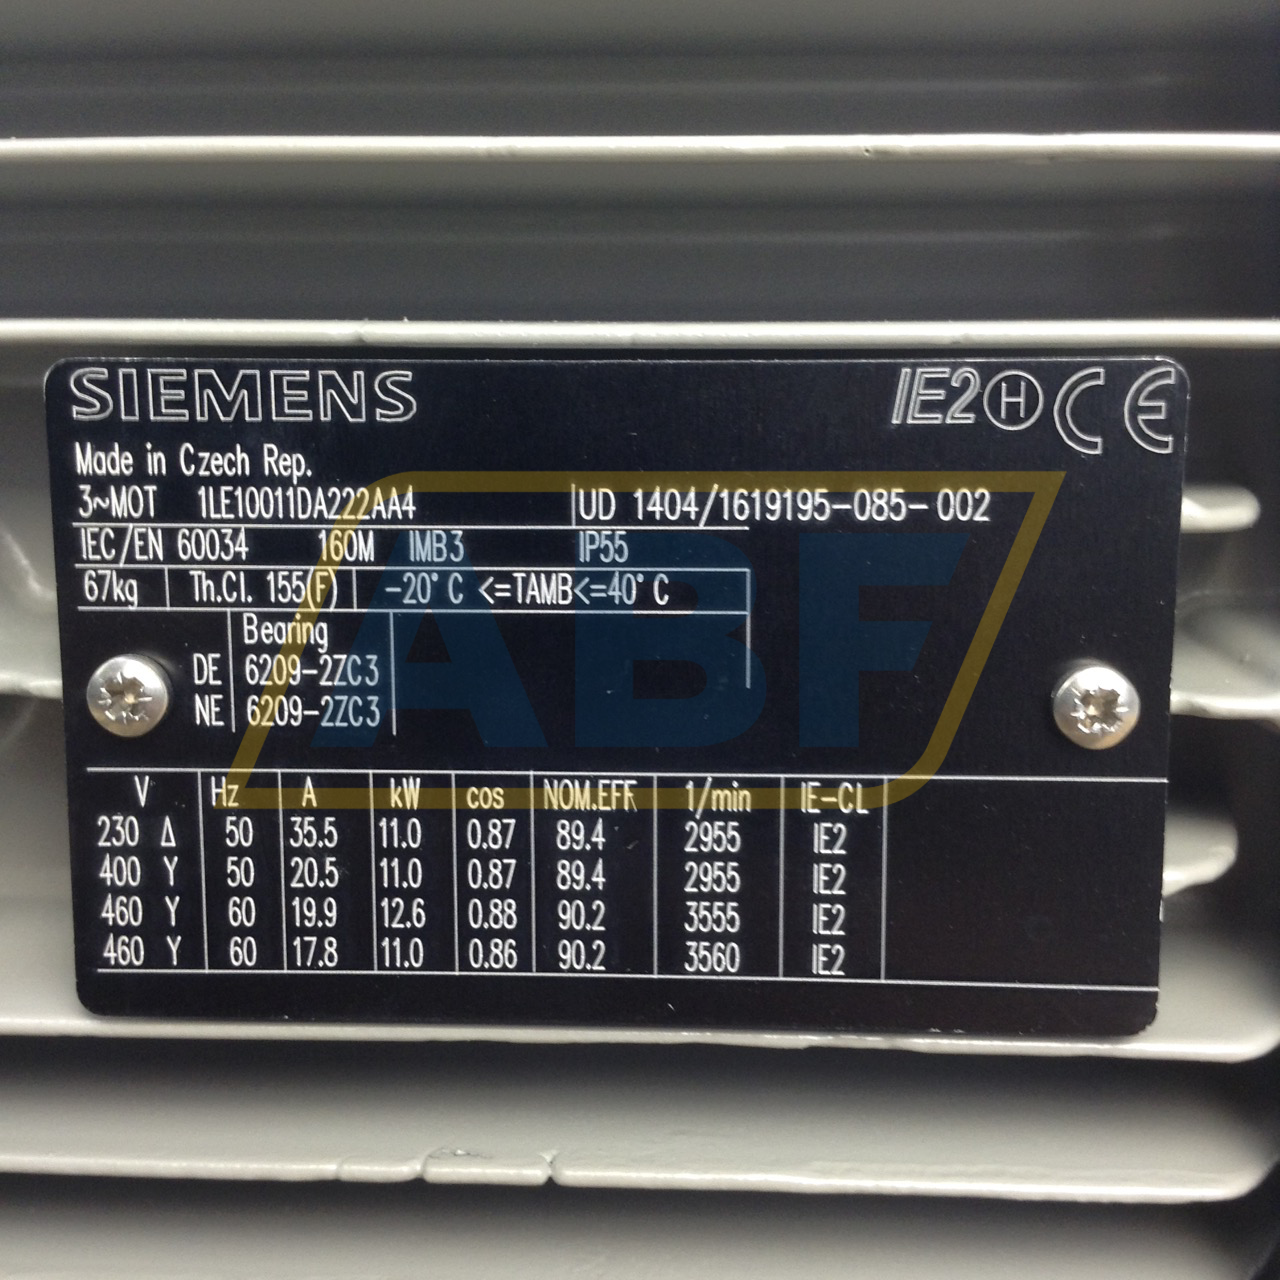 SIEMENS IE2 H CE
Made in Czech Rep.
3~MOT 1LE10011DA222AA4 UD 1404/1619195-085-002
IEC/EN 60034 160M IMB3 IP55
67kg Th.Cl. 155(F) -20°C <=TAMB<=40°C
Bearing
DE 6209-2ZC3
NE 6209-2ZC3
V Hz A kW cos NOM.EFF 1/min IE-CL
230 Δ 50 35.5 11.0 0.87 89.4 2955 IE2
400 Y 50 20.5 11.0 0.87 89.4 2955 IE2
460 Y 60 19.9 12.6 0.88 90.2 3555 IE2
460 Y 60 17.8 11.0 0.86 90.2 3560 IE2
ABF